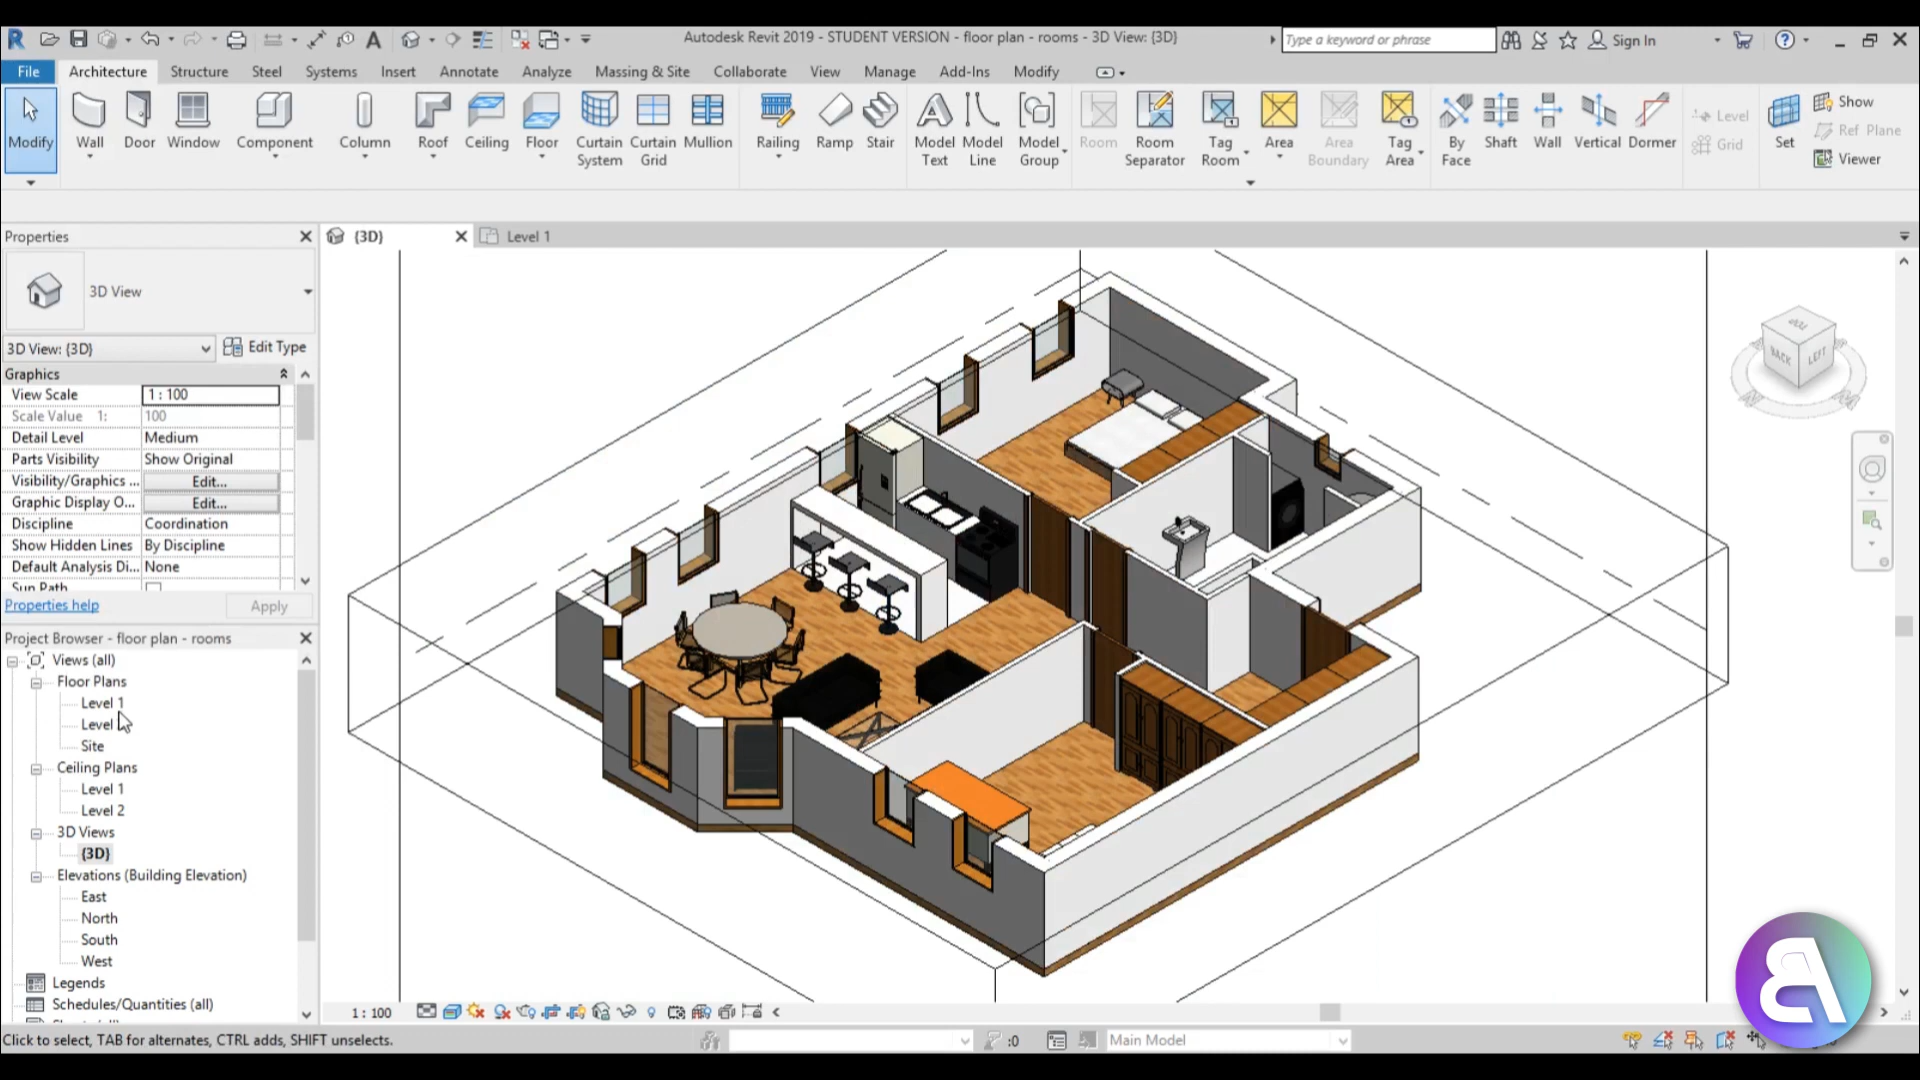 Autodesk Revit 2019 - STUDENT VERSION - floor plan - rooms - 3D View: {3D}
Type a keyword or phrase
Sign In
File
Architecture
Structure
Steel
Systems
Insert
Annotate
Analyze
Massing & Site
Collaborate
View
Manage
Add-Ins
Modify
Modify
Wall
Door
Window
Component
Column
Roof
Ceiling
Floor
Curtain
System
Curtain
Grid
Mullion
Railing
Ramp
Stair
Model
Text
Model
Line
Model
Group
Room
Room
Separator
Tag
Room
Area
Area
Boundary
Tag
Area
By
Face
Shaft
Wall
Vertical
Dormer
Level
Grid
Set
Show
Ref Plane
Viewer
Properties
{3D}
Level 1
3D View
3D View: {3D}
Edit Type
Graphics
View Scale 1 : 100
Scale Value 1: 100
Detail Level Medium
Parts Visibility Show Original
Visibility/Graphics ... Edit...
Graphic Display O... Edit...
Discipline Coordination
Show Hidden Lines By Discipline
Default Analysis Di... None
Sun Path
Properties help
Apply
Project Browser - floor plan - rooms
Views (all)
Floor Plans
Level 1
Level
Site
Ceiling Plans
Level 1
Level 2
3D Views
{3D}
Elevations (Building Elevation)
East
North
South
West
Legends
Schedules/Quantities (all)
TOP
BACK
LEFT
1 : 100
Click to select, TAB for alternates, CTRL adds, SHIFT unselects.
:0
Main Model